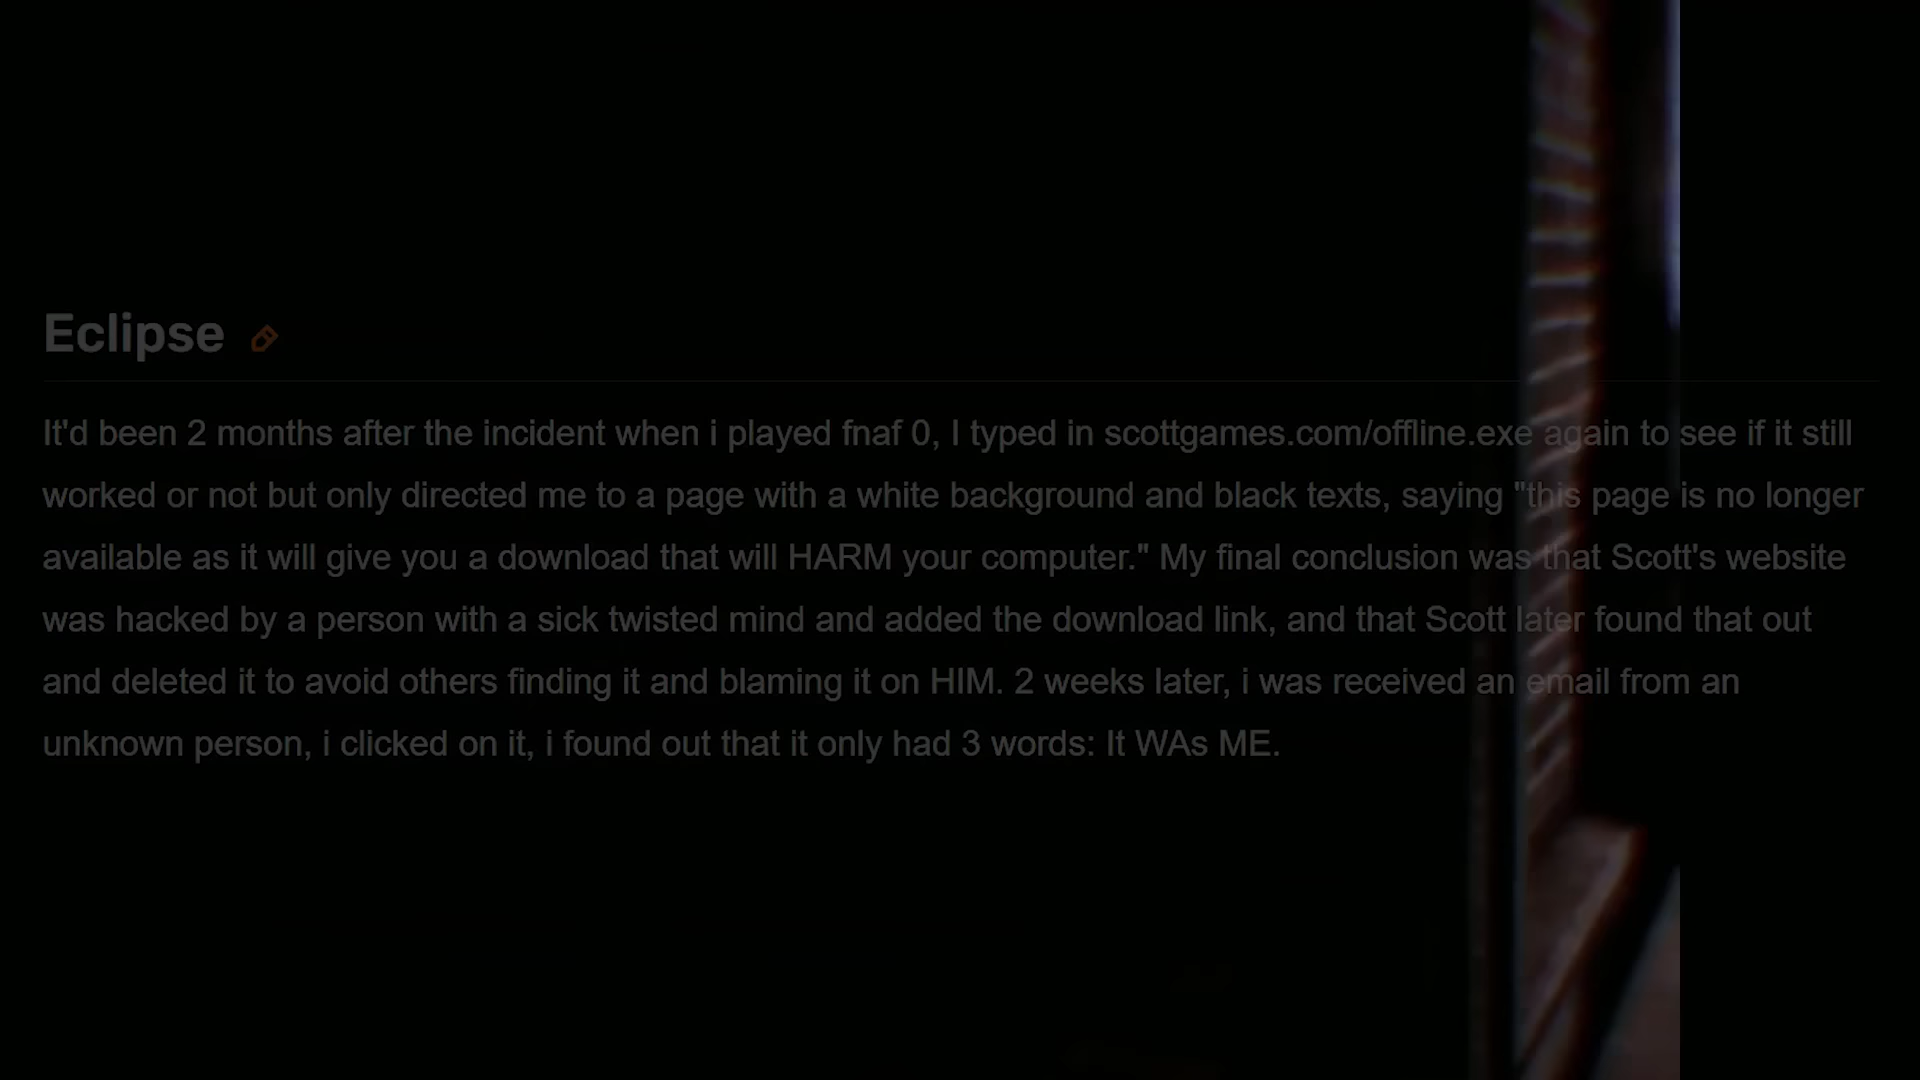 Eclipse
It'd been 2 months after the incident when i played fnaf 0, I typed in scottgames.com/offline.exe again to see if it still
worked or not but only directed me to a page with a white background and black texts, saying "this page is no longer
available as it will give you a download that will HARM your computer." My final conclusion was that Scott's website
was hacked by a person with a sick twisted mind and added the download link, and that Scott later found that out
and deleted it to avoid others finding it and blaming it on HIM. 2 weeks later, i was received an email from an
unknown person, i clicked on it, i found out that it only had 3 words: It WAs ME.